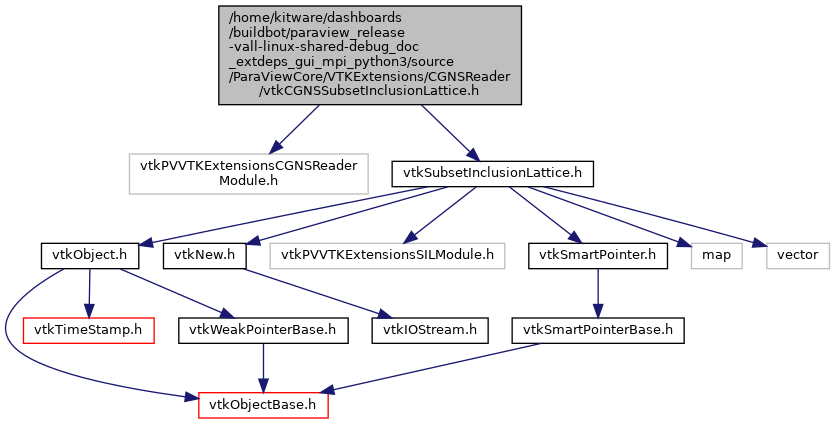 /home/kitware/dashboards
/buildbot/paraview_release
-vall-linux-shared-debug_doc
_extdeps_gui_mpi_python3/source
/ParaViewCore/VTKExtensions/CGNSReader
/vtkCGNSSubsetInclusionLattice.h
vtkPVVTKExtensionsCGNSReader
Module.h
vtkSubsetInclusionLattice.h
vtkObject.h
vtkNew.h
vtkPVVTKExtensionsSILModule.h
vtkSmartPointer.h
map
vector
vtkTimeStamp.h
vtkWeakPointerBase.h
vtkIOStream.h
vtkSmartPointerBase.h
vtkObjectBase.h